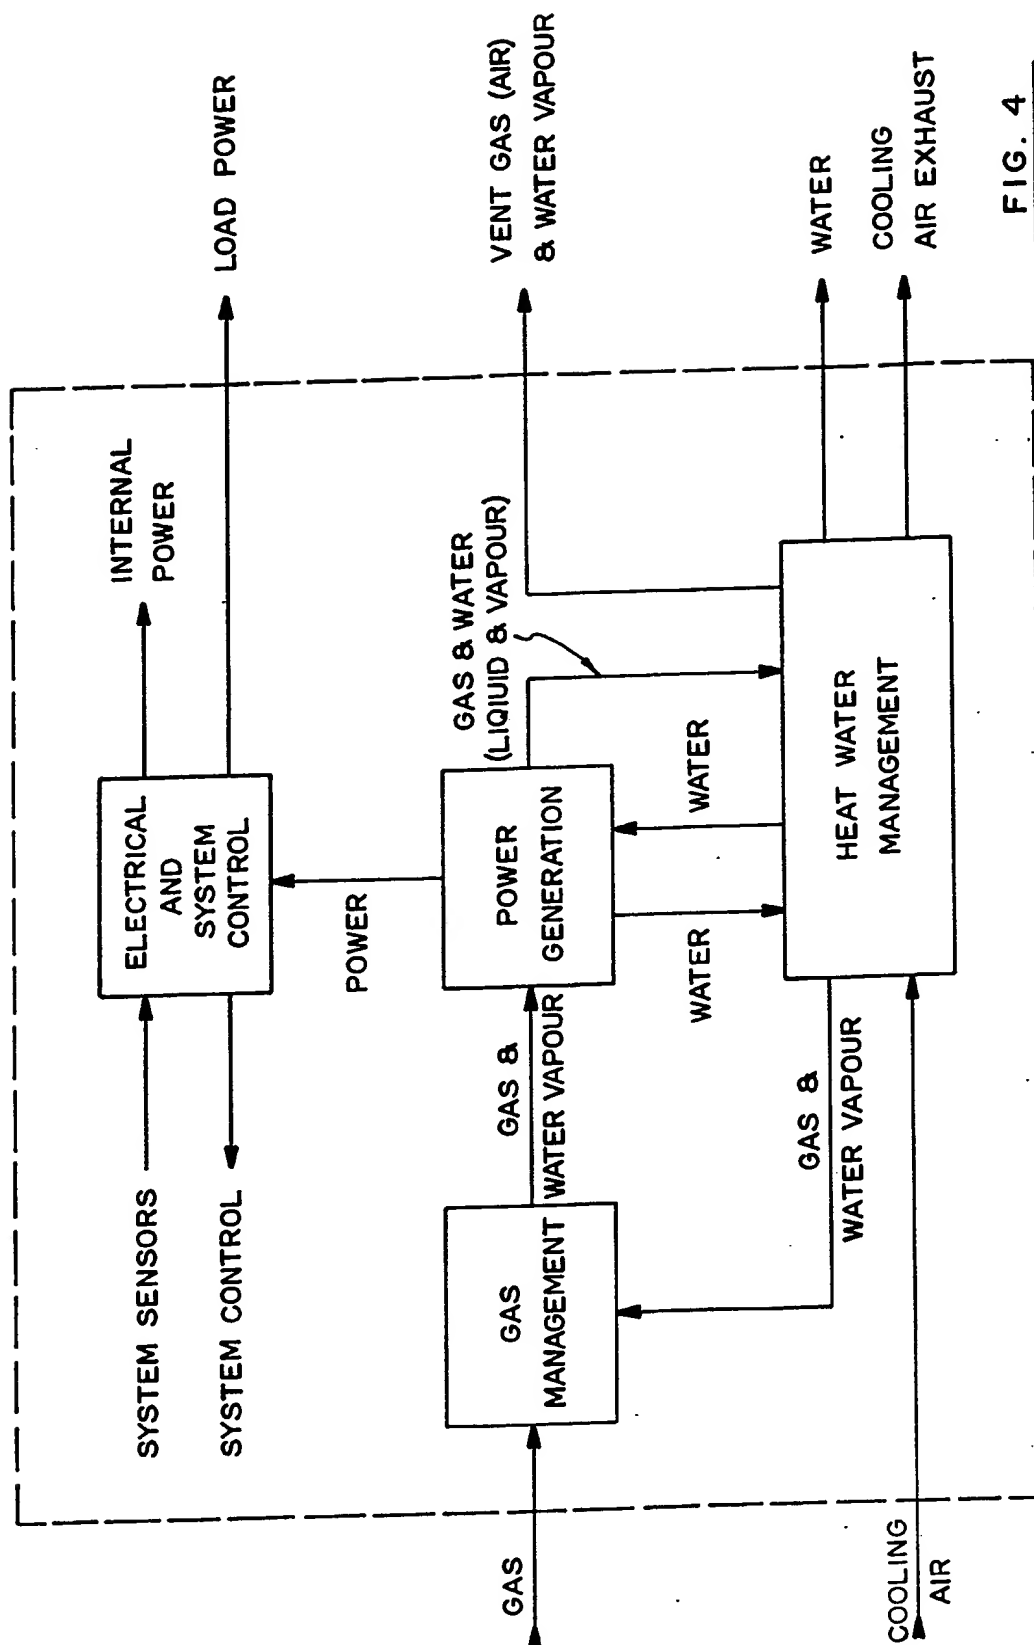 SYSTEM SENSORS
SYSTEM CONTROL
ELECTRICAL
AND
SYSTEM
CONTROL
INTERNAL
POWER
LOAD POWER
POWER
GAS
GAS
MANAGEMENT
GAS &
WATER VAPOUR
POWER
GENERATION
GAS & WATER
(LIQIUD & VAPOUR)
VENT GAS (AIR)
& WATER VAPOUR
WATER
WATER
GAS &
WATER VAPOUR
HEAT WATER
MANAGEMENT
WATER
COOLING
AIR EXHAUST
COOLING
AIR
FIG. 4